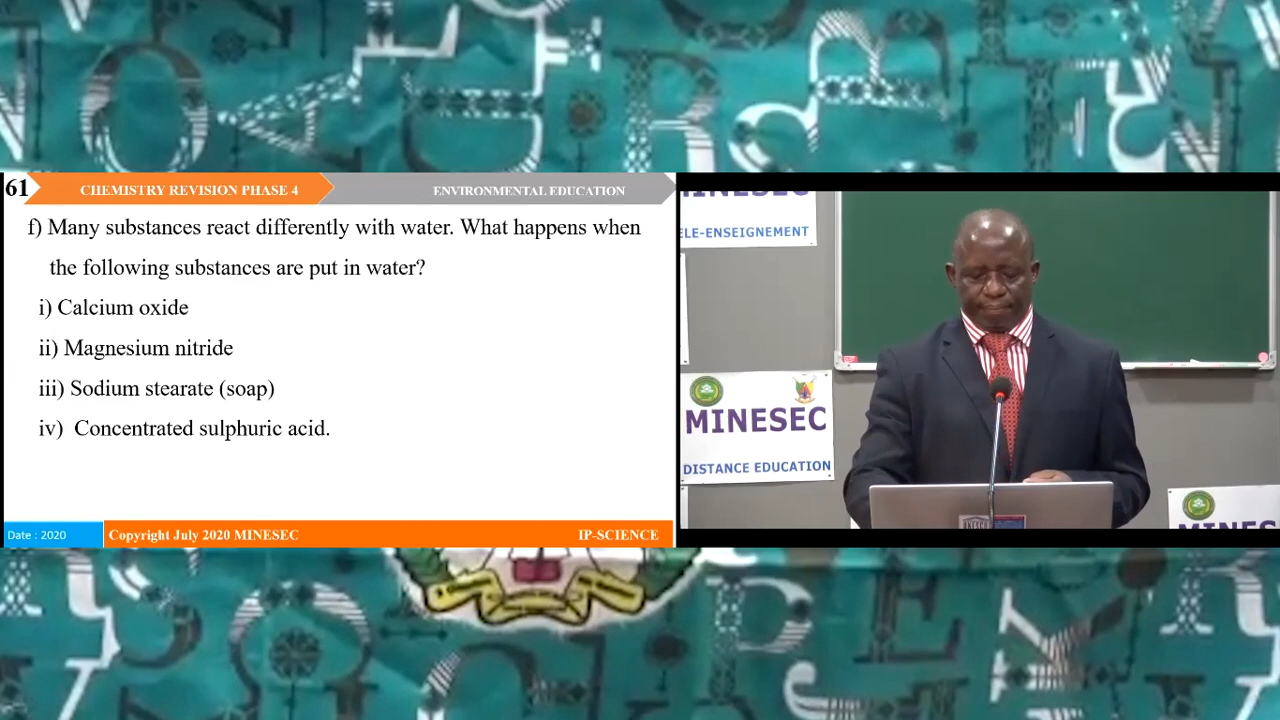 61
CHEMISTRY REVISION PHASE 4
ENVIRONMENTAL EDUCATION
f) Many substances react differently with water. What happens when
the following substances are put in water?
i) Calcium oxide
ii) Magnesium nitride
iii) Sodium stearate (soap)
iv) Concentrated sulphuric acid.
Date : 2020
Copyright July 2020 MINESEC
IP-SCIENCE
ELE-ENSEIGNEMENT
MINESEC
DISTANCE EDUCATION